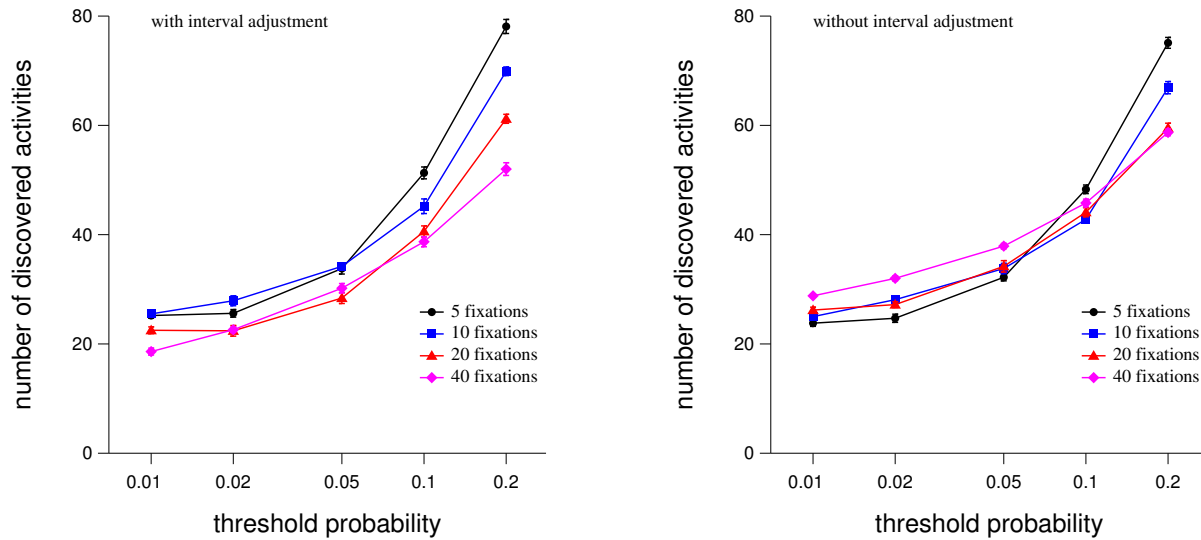 with interval adjustment
number of discovered activities
80
60
40
20
0
5 fixations
10 fixations
20 fixations
40 fixations
0.01 0.02 0.05 0.1 0.2
threshold probability
without interval adjustment
number of discovered activities
80
60
40
20
0
5 fixations
10 fixations
20 fixations
40 fixations
0.01 0.02 0.05 0.1 0.2
threshold probability